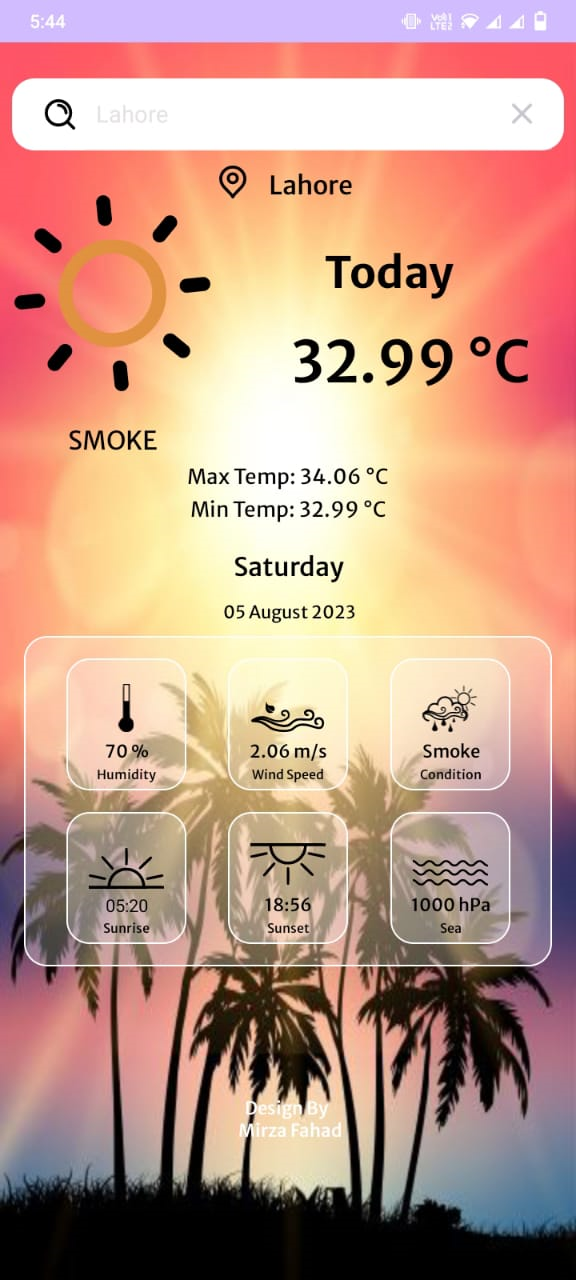 5:44
Vo1
LTE2
Lahore
Lahore
Today
32.99 °C
SMOKE
Max Temp: 34.06 °C
Min Temp: 32.99 °C
Saturday
05 August 2023
70 %
Humidity
2.06 m/s
Wind Speed
Smoke
Condition
05:20
Sunrise
18:56
Sunset
1000 hPa
Sea
Design By
Mirza Fahad